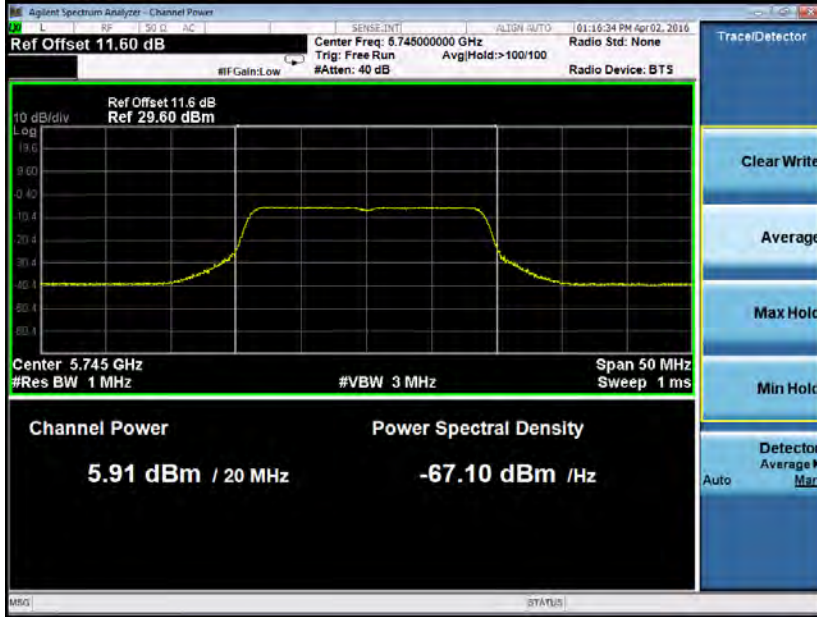 Agilent Spectrum Analyzer - Channel Power
L RF 50 Ω AC SENSE:INT ALIGN AUTO 01:16:34 PM Apr 02, 2016
Ref Offset 11.60 dB
Center Freq: 5.745000000 GHz
Radio Std: None
Trig: Free Run Avg|Hold:>100/100
#IFGain:Low
#Atten: 40 dB
Radio Device: BTS
Trace/Detector
Ref Offset 11.6 dB
10 dB/div Ref 29.60 dBm
Log
19.6
9.60
-0.40
-10.4
-20.4
-30.4
-40.4
-50.4
-60.4
Center 5.745 GHz Span 50 MHz
#Res BW 1 MHz #VBW 3 MHz Sweep 1 ms
Channel Power Power Spectral Density
5.91 dBm / 20 MHz -67.10 dBm /Hz
Clear Write
Average
Max Hold
Min Hold
Detector
Average
Auto Man
MSG STATUS